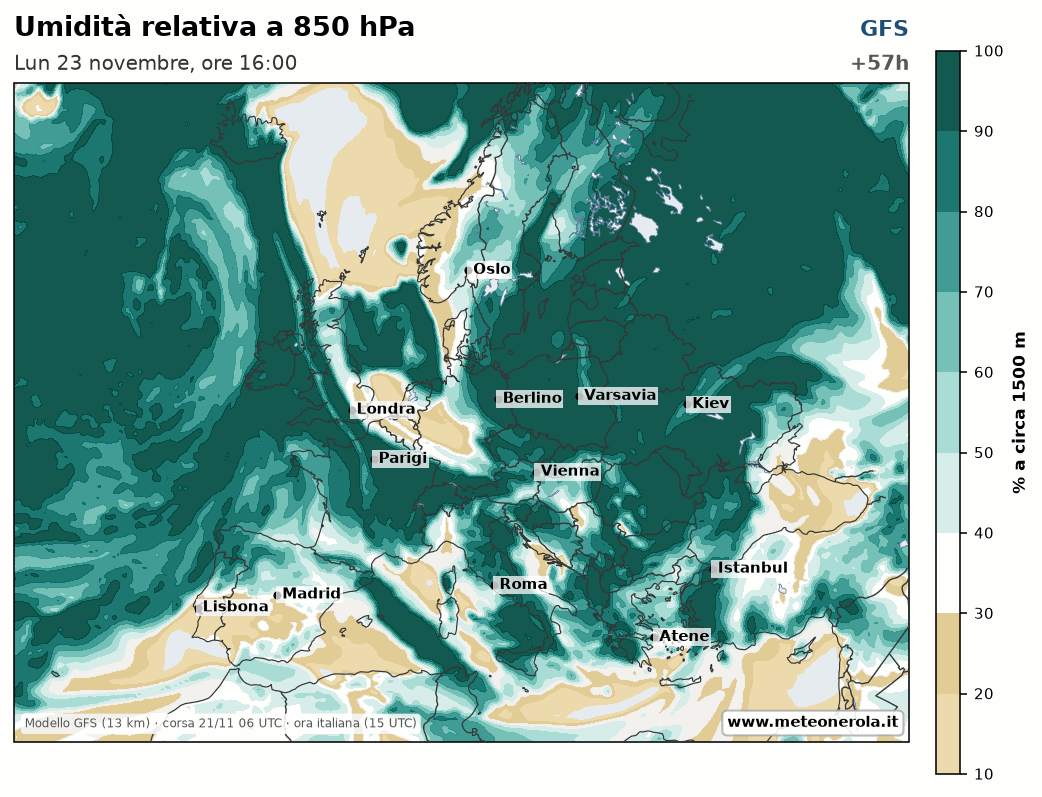 Umidità relativa a 850 hPa
GFS
Lun 23 novembre, ore 16:00
+57h
100
90
80
70
60
50
40
30
20
10
% a circa 1500 m
Oslo
Berlino
Varsavia
Kiev
Londra
Parigi
Vienna
Istanbul
Roma
Madrid
Lisbona
Atene
Modello GFS (13 km) · corsa 21/11 06 UTC · ora italiana (15 UTC)
www.meteonerola.it